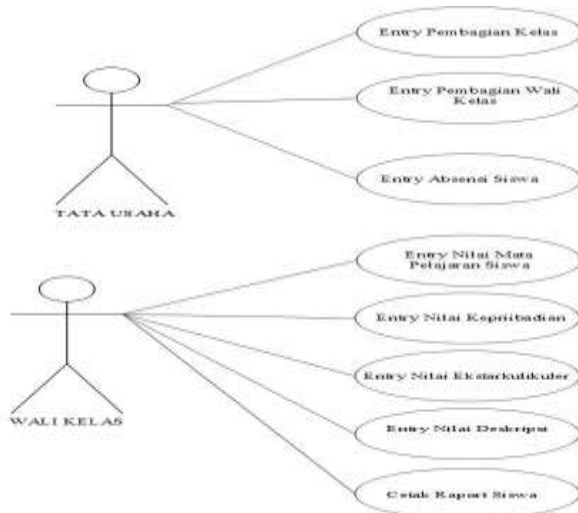 Entry Pembagian Kelas
Entry Pembagian Wali
Kelas
Entry Absensi Siswa
TATA USAHA
Entry Nilai Mata
Pelajaran Siswa
Entry Nilai Kepriibadian
Entry Nilai Ekstarkulikuler
Entry Nilai Deskripsi
WALI KELAS
Cetak Raport Siswa